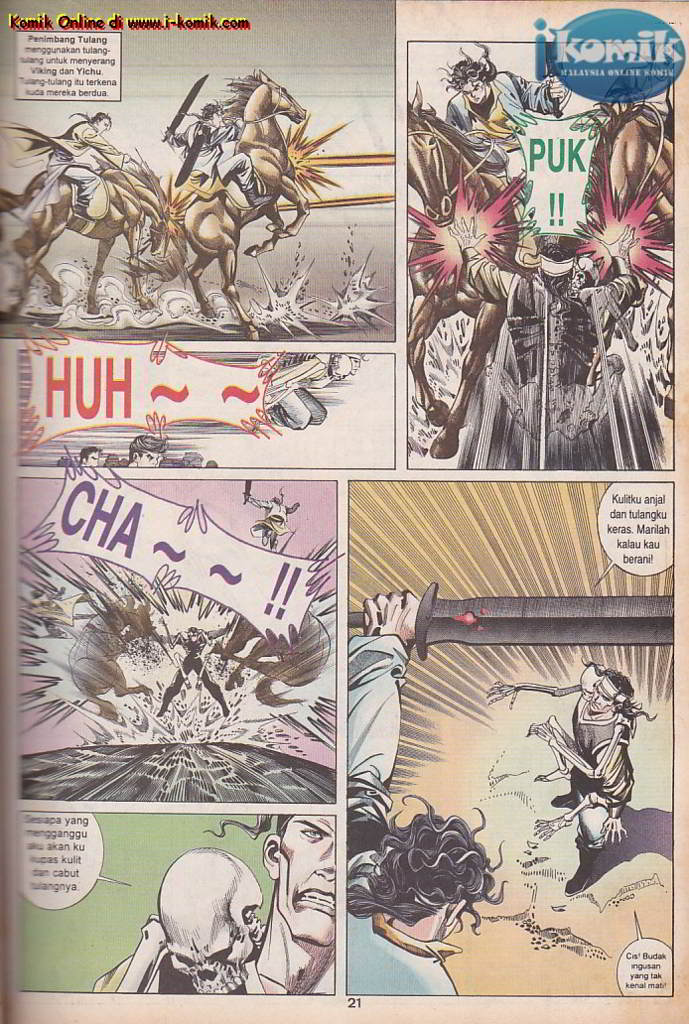 Komik Online di www.i-komik.com
ikomik
MALAYSIA ONLINE KOMIK
Penimbang Tulang
menggunakan tulang-
tulang untuk menyerang
Viking dan Yichu.
Tulang-tulang itu terkena
kuda mereka berdua.
PUK
!!
HUH ~ ~
CHA ~ ~ !!
Kulitku anjal
dan tulangku
keras. Marilah
kalau kau
berani!
Sesiapa yang
mengganggu
aku akan ku
kupas kulit
dan cabut
tulangnya.
Cis! Budak
ingusan
yang tak
kenal mati!
21